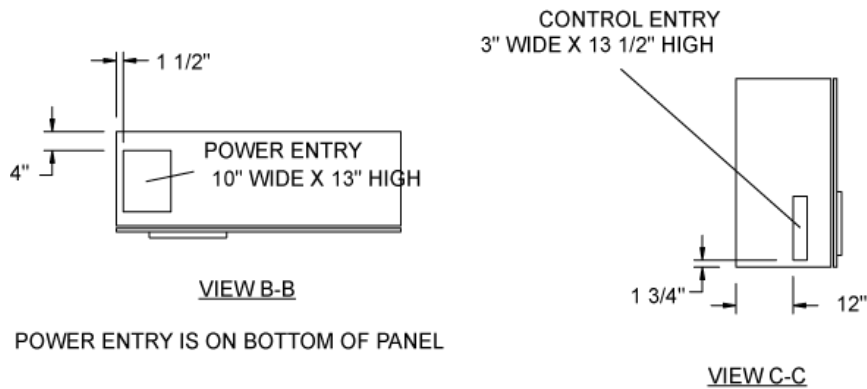 1 1/2"
4"
POWER ENTRY
10" WIDE X 13" HIGH
VIEW B-B
POWER ENTRY IS ON BOTTOM OF PANEL
CONTROL ENTRY
3" WIDE X 13 1/2" HIGH
1 3/4"
12"
VIEW C-C